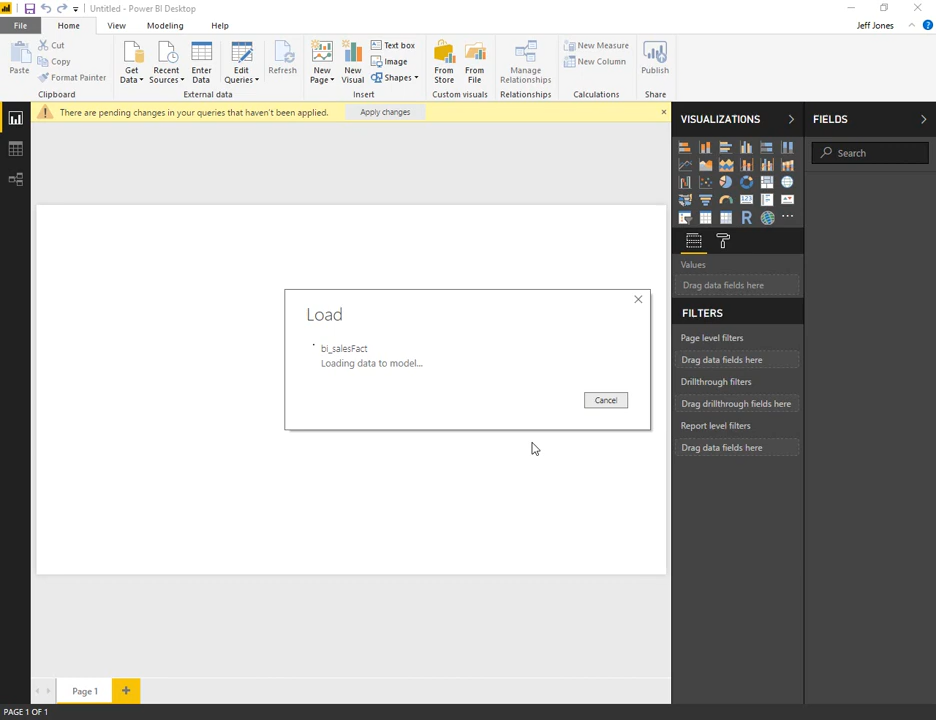 Untitled - Power BI Desktop
File Home View Modeling Help Jeff Jones
Paste Cut Copy Format Painter
Clipboard
Get Data Recent Sources Enter Data Edit Queries Refresh
External data
New Page New Visual Text box Image Shapes
Insert
From Store From File
Custom visuals
Manage Relationships
Relationships
New Measure New Column
Calculations
Publish
Share
There are pending changes in your queries that haven't been applied. Apply changes
Load
bi_salesFact
Loading data to model...
Cancel
VISUALIZATIONS
R
Values
Drag data fields here
FILTERS
Page level filters
Drag data fields here
Drillthrough filters
Drag drillthrough fields here
Report level filters
Drag data fields here
FIELDS
Search
Page 1
PAGE 1 OF 1